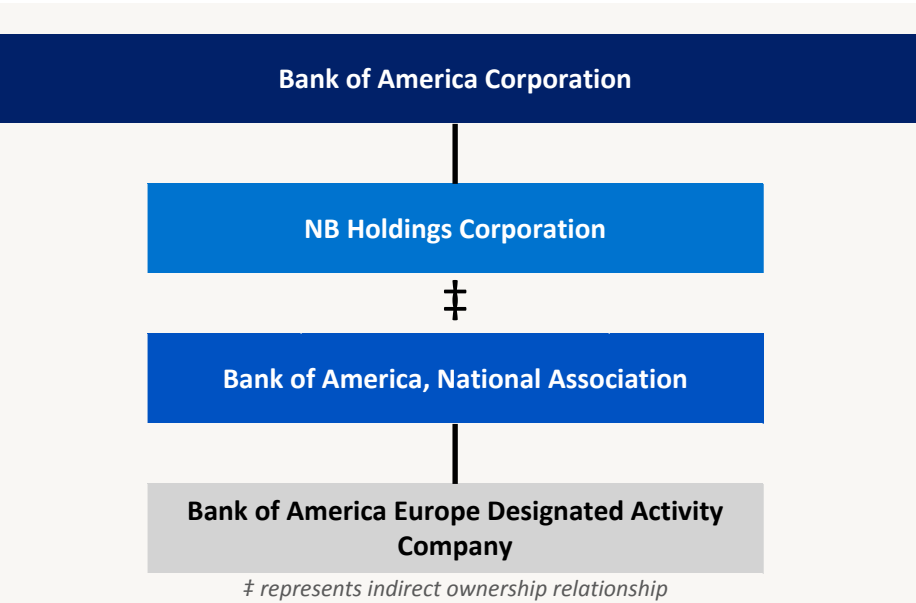 Bank of America Corporation
NB Holdings Corporation
‡
Bank of America, National Association
Bank of America Europe Designated Activity
Company
‡ represents indirect ownership relationship